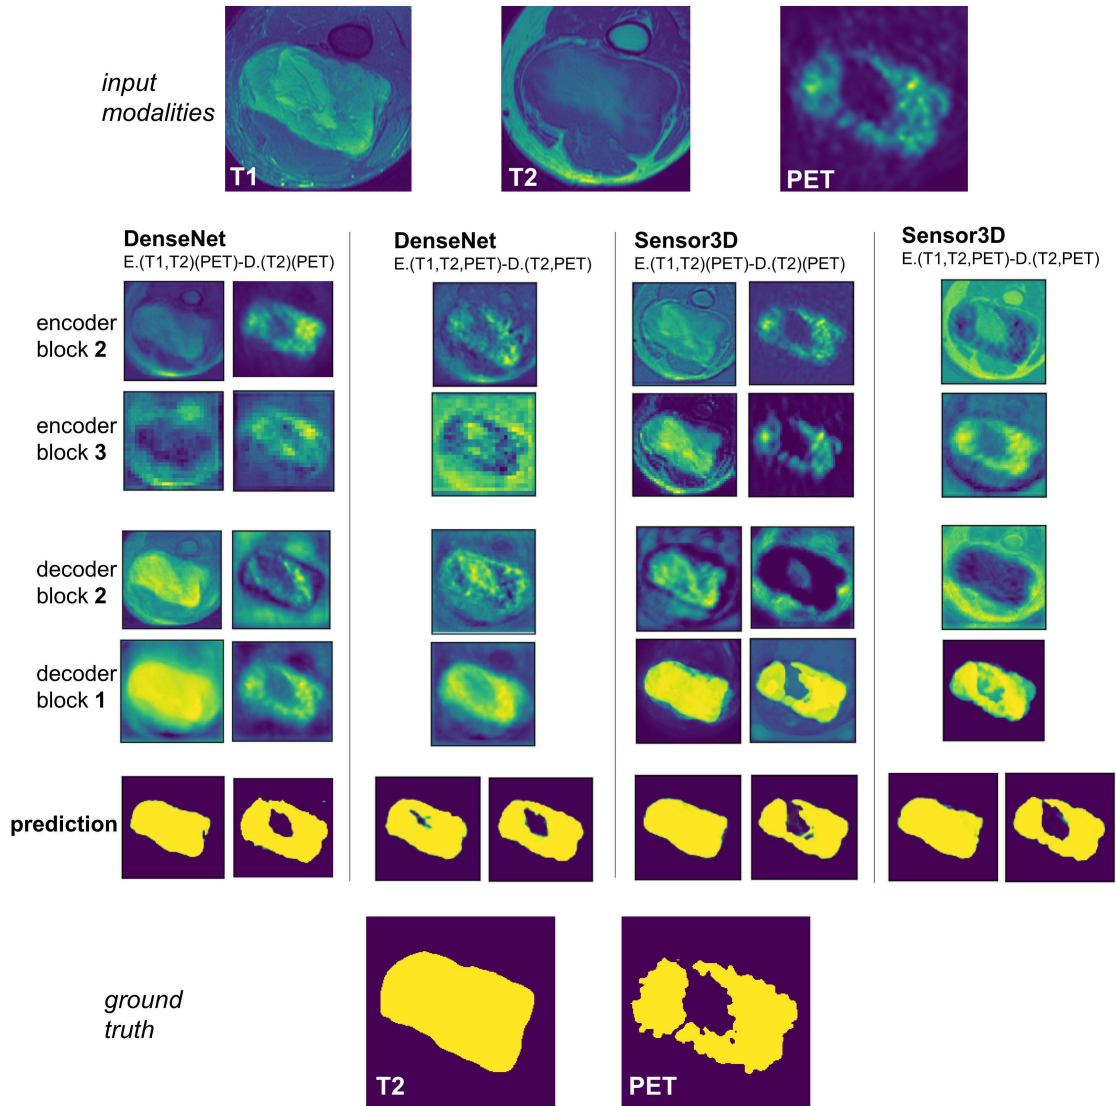 input
modalities
T1
T2
PET
DenseNet
E.(T1,T2)(PET)-D.(T2)(PET)
DenseNet
E.(T1,T2,PET)-D.(T2,PET)
Sensor3D
E.(T1,T2)(PET)-D.(T2)(PET)
Sensor3D
E.(T1,T2,PET)-D.(T2,PET)
encoder
block 2
encoder
block 3
decoder
block 2
decoder
block 1
prediction
ground
truth
T2
PET